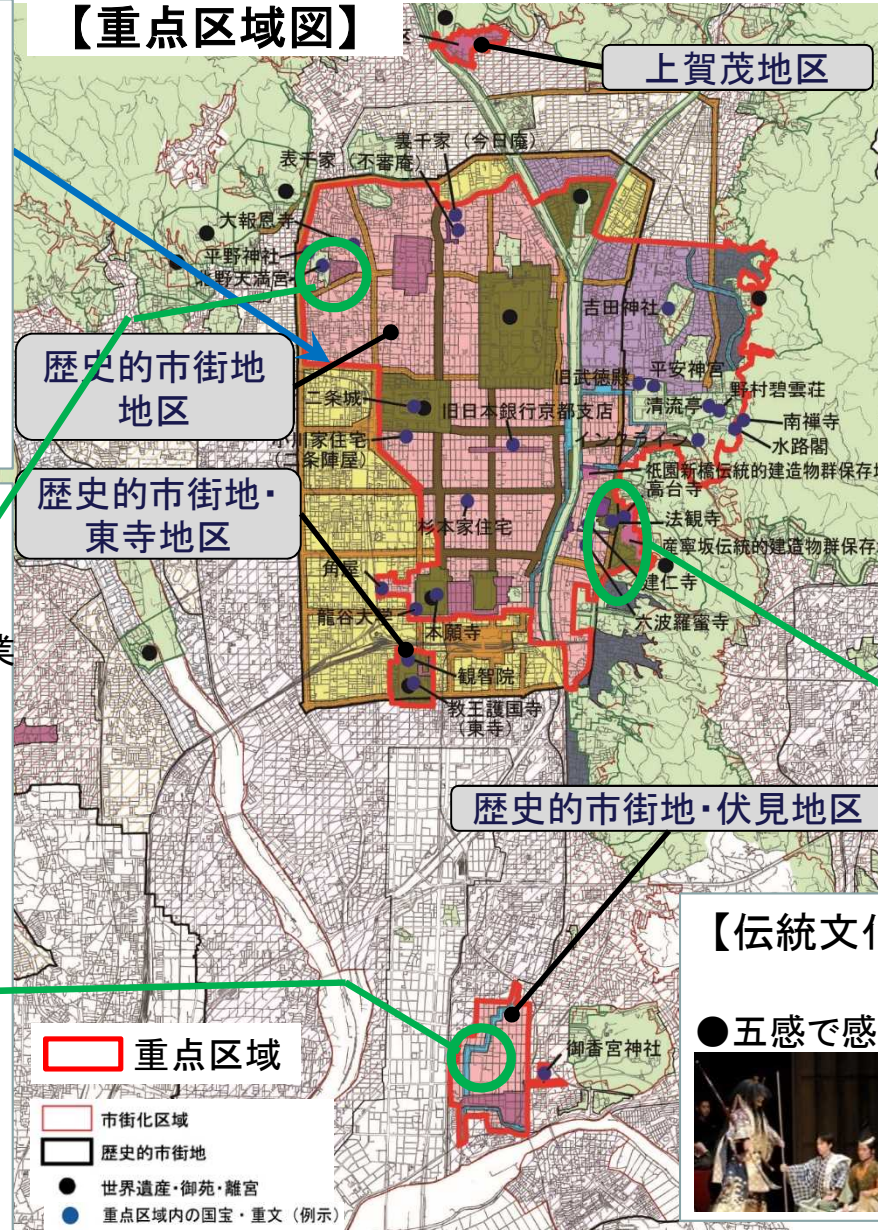 【重点区域図】
区
上賀茂地区
裏千家（今日庵）
表千家（不審庵）
大報恩寺
平野神社
北野天満宮
吉田神社
歴史的市街地
地区
旧武徳殿
平安神宮
野村碧雲荘
二条城
旧日本銀行京都支店
清流亭
南禅寺
小川家住宅
（二条陣屋）
インクライン
水路閣
祇園新橋伝統的建造物群保存地
歴史的市街地・
東寺地区
高台寺
杉本家住宅
法観寺
産寧坂伝統的建造物群保存地
角屋
建仁寺
龍谷大学
本願寺
六波羅蜜寺
業
観智院
教王護国寺
（東寺）
歴史的市街地・伏見地区
【伝統文化
●五感で感
御香宮神社
重点区域
市街化区域
歴史的市街地
世界遺産・御苑・離宮
重点区域内の国宝・重文（例示）